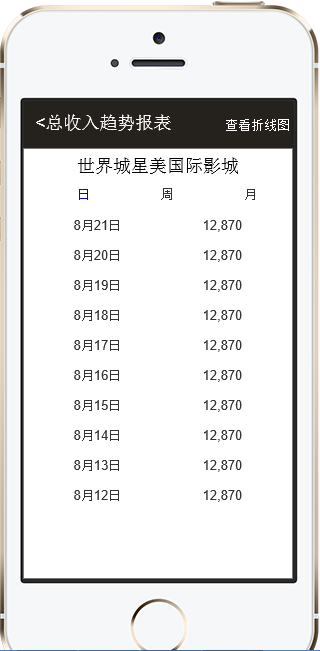 <总收入趋势报表 查看折线图
世界城星美国际影城
日 周 月
8月21日 12,870
8月20日 12,870
8月19日 12,870
8月18日 12,870
8月17日 12,870
8月16日 12,870
8月15日 12,870
8月14日 12,870
8月13日 12,870
8月12日 12,870